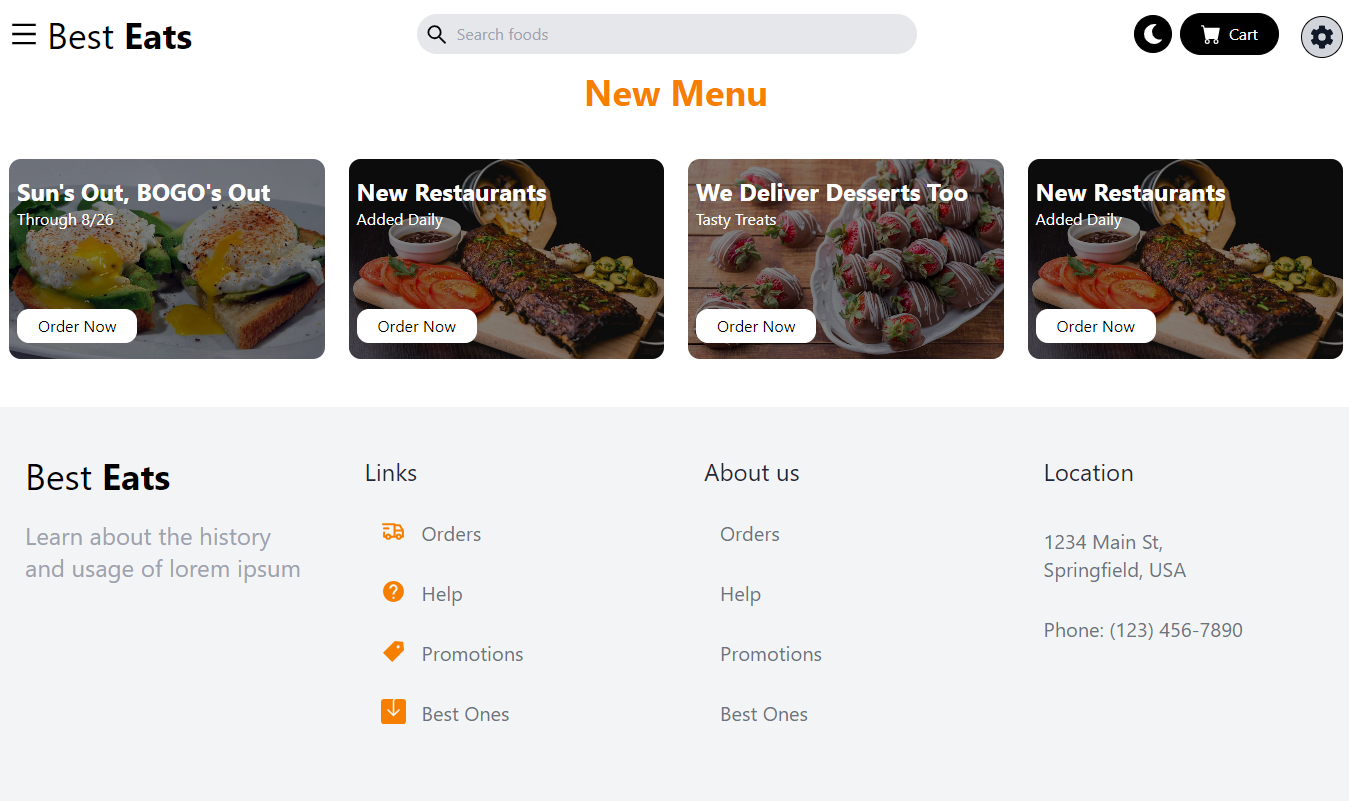 Best Eats
Search foods
Cart
New Menu
Sun's Out, BOGO's Out
Through 8/26
Order Now
New Restaurants
Added Daily
Order Now
We Deliver Desserts Too
Tasty Treats
Order Now
New Restaurants
Added Daily
Order Now
Best Eats
Learn about the history
and usage of lorem ipsum
Links
Orders
Help
Promotions
Best Ones
About us
Orders
Help
Promotions
Best Ones
Location
1234 Main St,
Springfield, USA
Phone: (123) 456-7890